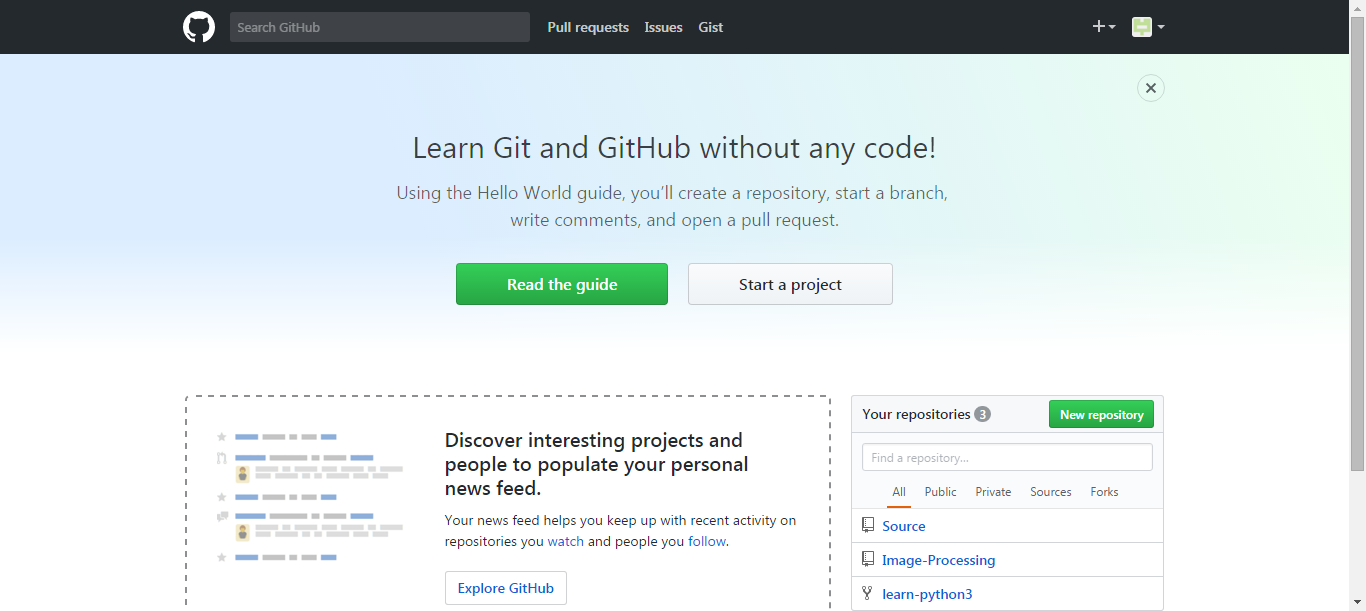 Search GitHub
Pull requests Issues Gist
Learn Git and GitHub without any code!
Using the Hello World guide, you’ll create a repository, start a branch,
write comments, and open a pull request.
Read the guide
Start a project
Discover interesting projects and
people to populate your personal
news feed.
Your news feed helps you keep up with recent activity on
repositories you watch and people you follow.
Explore GitHub
Your repositories 3
New repository
Find a repository...
All Public Private Sources Forks
Source
Image-Processing
learn-python3